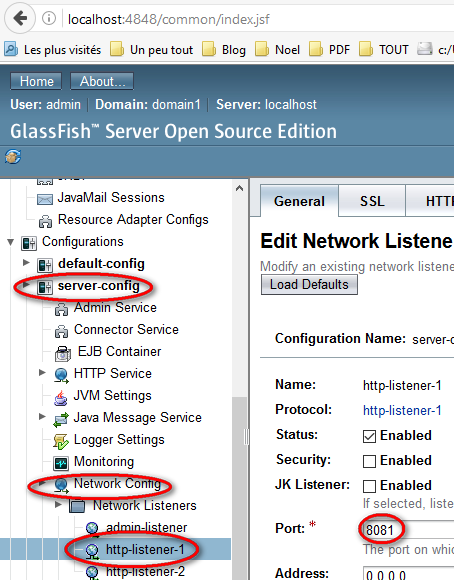 localhost:4848/common/index.jsf
Les plus visités Un peu tout Blog Noel PDF TOUT c:/
Home About...
User: admin Domain: domain1 Server: localhost
GlassFish™ Server Open Source Edition
JavaMail Sessions
Resource Adapter Configs
Configurations
default-config
server-config
Admin Service
Connector Service
EJB Container
HTTP Service
JVM Settings
Java Message Service
Logger Settings
Monitoring
Network Config
Network Listeners
admin-listener
http-listener-1
http-listener-2
General SSL HTT
Edit Network Listene
Modify an existing network listene
Load Defaults
Configuration Name: server-c
Name: http-listener-1
Protocol: http-listener-1
Status: Enabled
Security: Enabled
JK Listener: Enabled
If selected, liste
Port: * 8081
The port on which
Address: 0.0.0.0